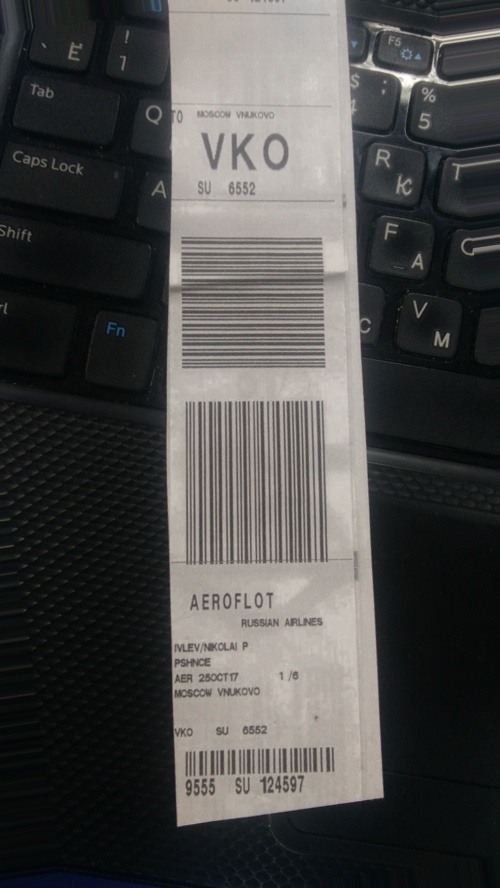 TO MOSCOW VNUKOVO
VKO
SU 6552
AEROFLOT
RUSSIAN AIRLINES
IVLEV/NIKOLAI P
PSHNCE
AER 25OCT17 1/6
MOSCOW VNUKOVO
VKO SU 6552
9555 SU 124597
Ё
!
1
Tab
Q
Caps Lock
A
Shift
Fn
F5
$ ;
4
%
5
R
К
T
F
А
C
V
М